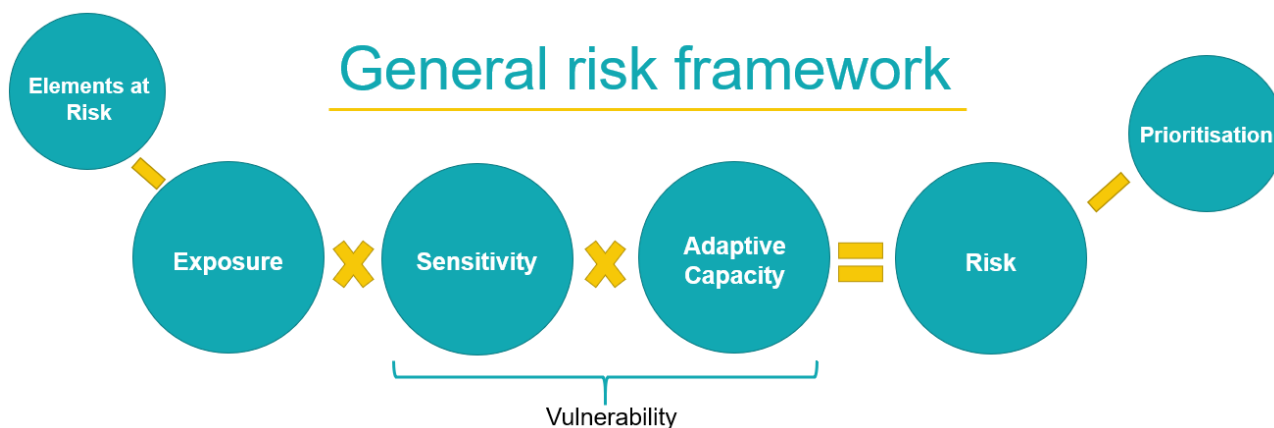 General risk framework
Elements at
Risk
Exposure
Sensitivity
Adaptive
Capacity
Risk
Prioritisation
Vulnerability